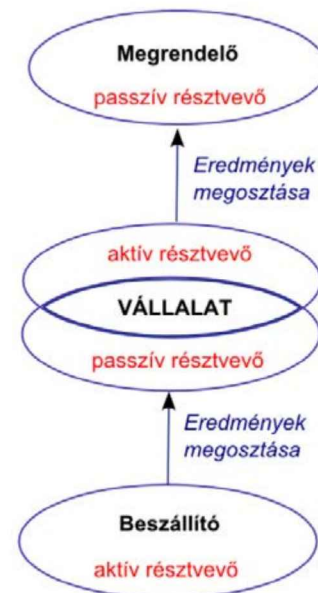 Megrendelő
passzív résztvevő
Eredmények
megosztása
aktív résztvevő
VÁLLALAT
passzív résztvevő
Eredmények
megosztása
Beszállító
aktív résztvevő